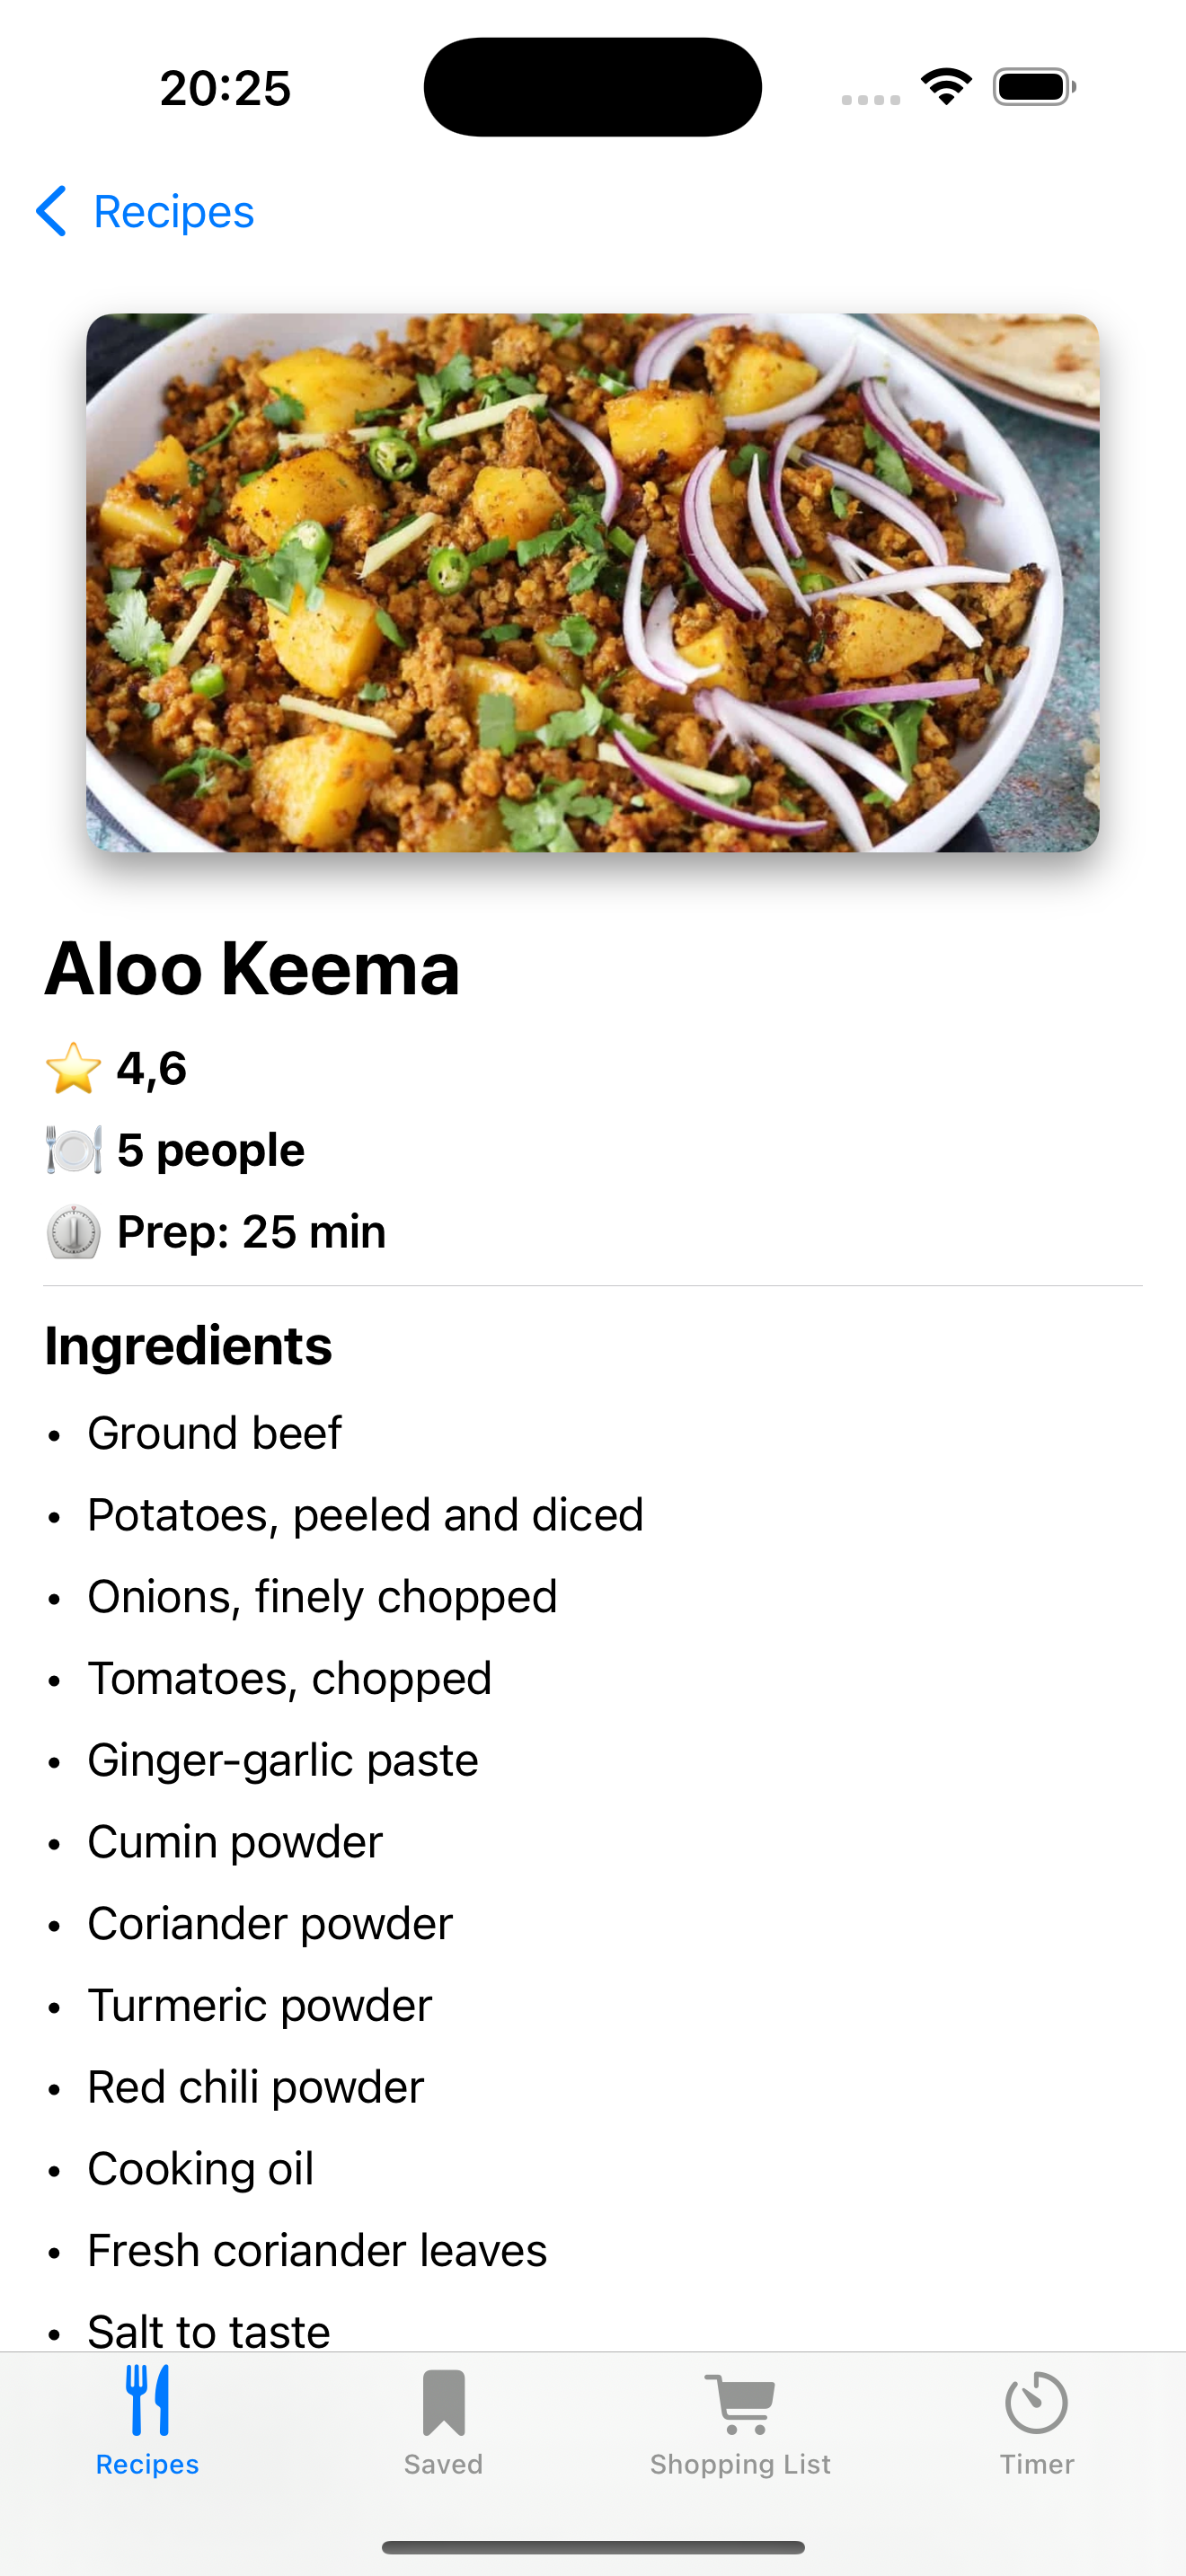 20:25
Recipes
Aloo Keema
⭐ 4,6
🍽️ 5 people
⏲️ Prep: 25 min
Ingredients
• Ground beef
• Potatoes, peeled and diced
• Onions, finely chopped
• Tomatoes, chopped
• Ginger-garlic paste
• Cumin powder
• Coriander powder
• Turmeric powder
• Red chili powder
• Cooking oil
• Fresh coriander leaves
• Salt to taste
Recipes Saved Shopping List Timer